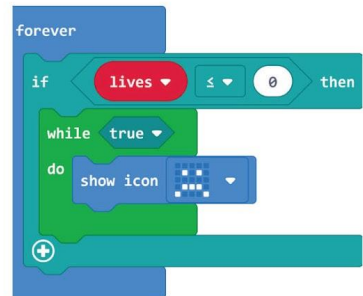 forever
if lives ≤ 0 then
while true
do show icon